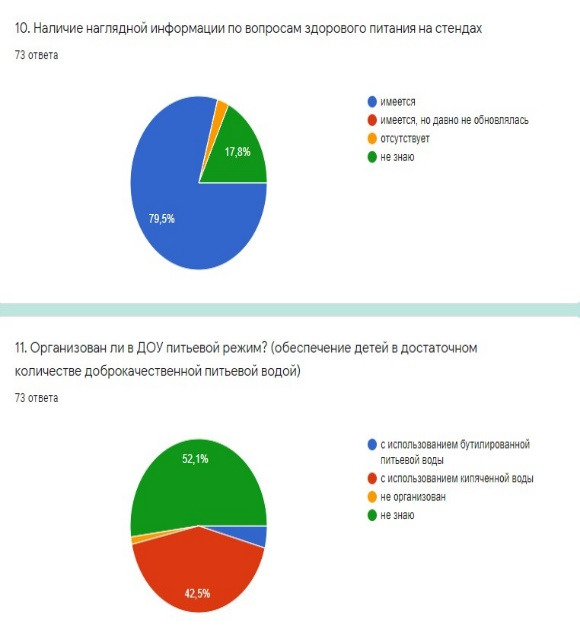 10. Наличие наглядной информации по вопросам здорового питания на стендах
73 ответа
имеется
имеется, но давно не обновлялась
отсутствует
не знаю
17,8%
79,5%
11. Организован ли в ДОУ питьевой режим? (обеспечение детей в достаточном
количестве доброкачественной питьевой водой)
73 ответа
с использованием бутилированной
питьевой воды
с использованием кипяченной воды
не организован
не знаю
52,1%
42,5%